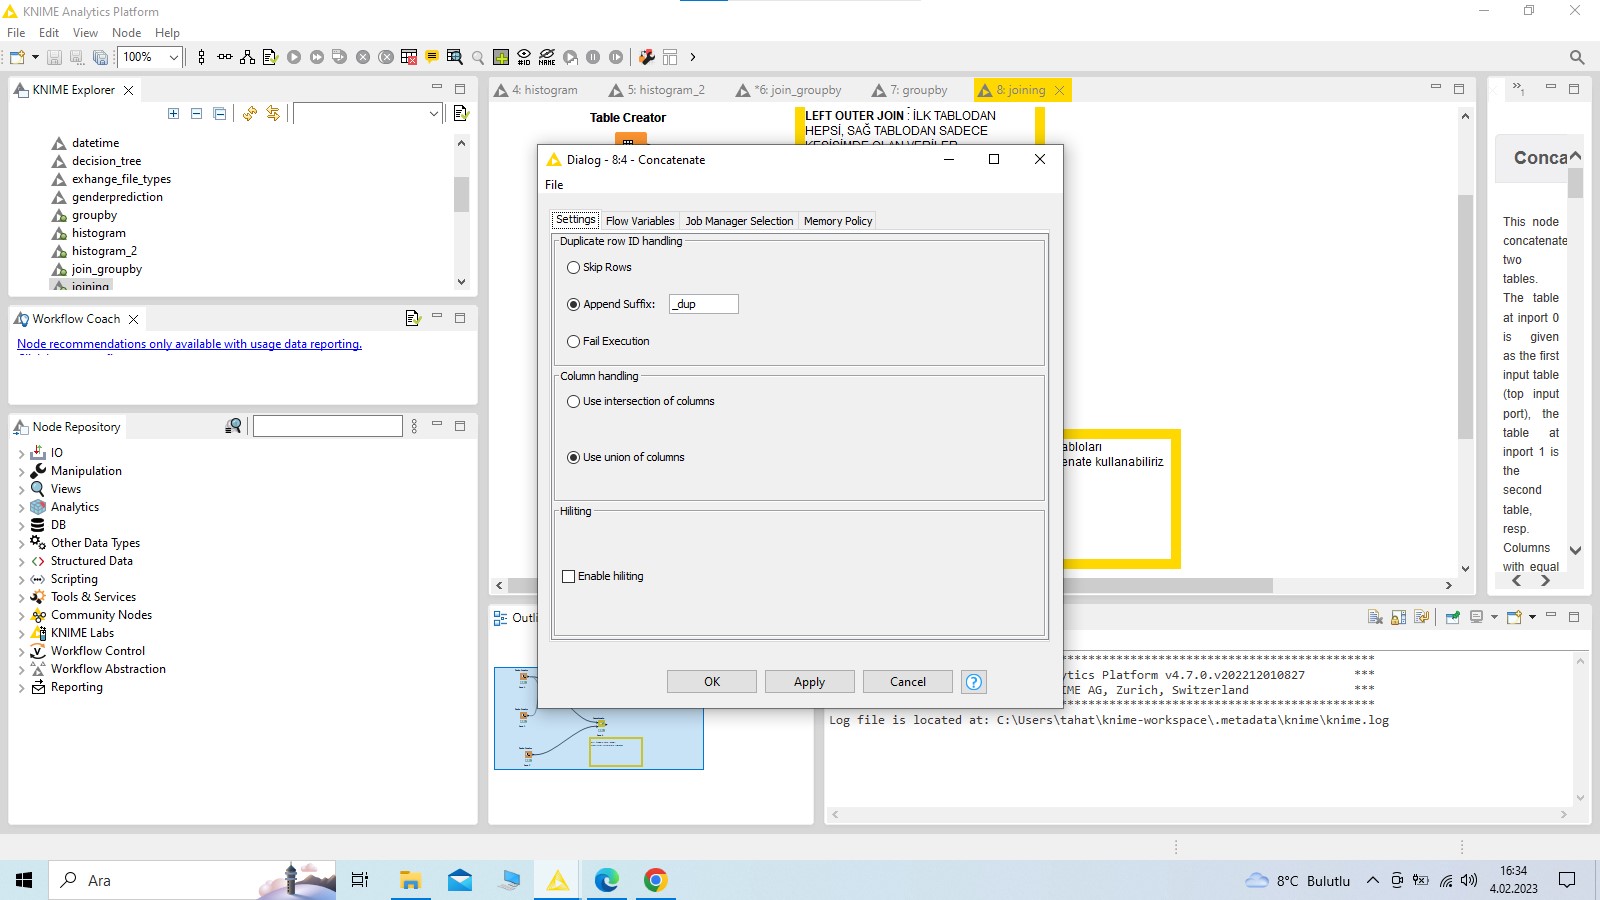 KNIME Analytics Platform
File Edit View Node Help
100%
KNIME Explorer
datetime
decision_tree
exhange_file_types
genderprediction
groupby
histogram
histogram_2
join_groupby
joining
Workflow Coach
Node recommendations only available with usage data reporting.
Node Repository
IO
Manipulation
Views
Analytics
DB
Other Data Types
Structured Data
Scripting
Tools & Services
Community Nodes
KNIME Labs
Workflow Control
Workflow Abstraction
Reporting
4: histogram
5: histogram_2
*6: join_groupby
7: groupby
8: joining
Table Creator
LEFT OUTER JOIN : İLK TABLODAN
HEPSİ, SAĞ TABLODAN SADECE
KESİŞİMDE OLAN VERİLER
Dialog - 8:4 - Concatenate
File
Settings Flow Variables Job Manager Selection Memory Policy
Duplicate row ID handling
Skip Rows
Append Suffix: _dup
Fail Execution
Column handling
Use intersection of columns
Use union of columns
Hiliting
Enable hiliting
OK Apply Cancel
abloları
enate kullanabiliriz
Conca
This node
concatenate
two
tables.
The table
at inport 0
is given
as the first
input table
(top input
port), the
table at
inport 1 is
the
second
table,
resp.
Columns
with equal
Outli
*******************************************
tics Platform v4.7.0.v202212010827 ***
IME AG, Zurich, Switzerland ***
*******************************************
Log file is located at: C:\Users\tahat\knime-workspace\.metadata\knime\knime.log
Ara
8°C Bulutlu
16:34
4.02.2023